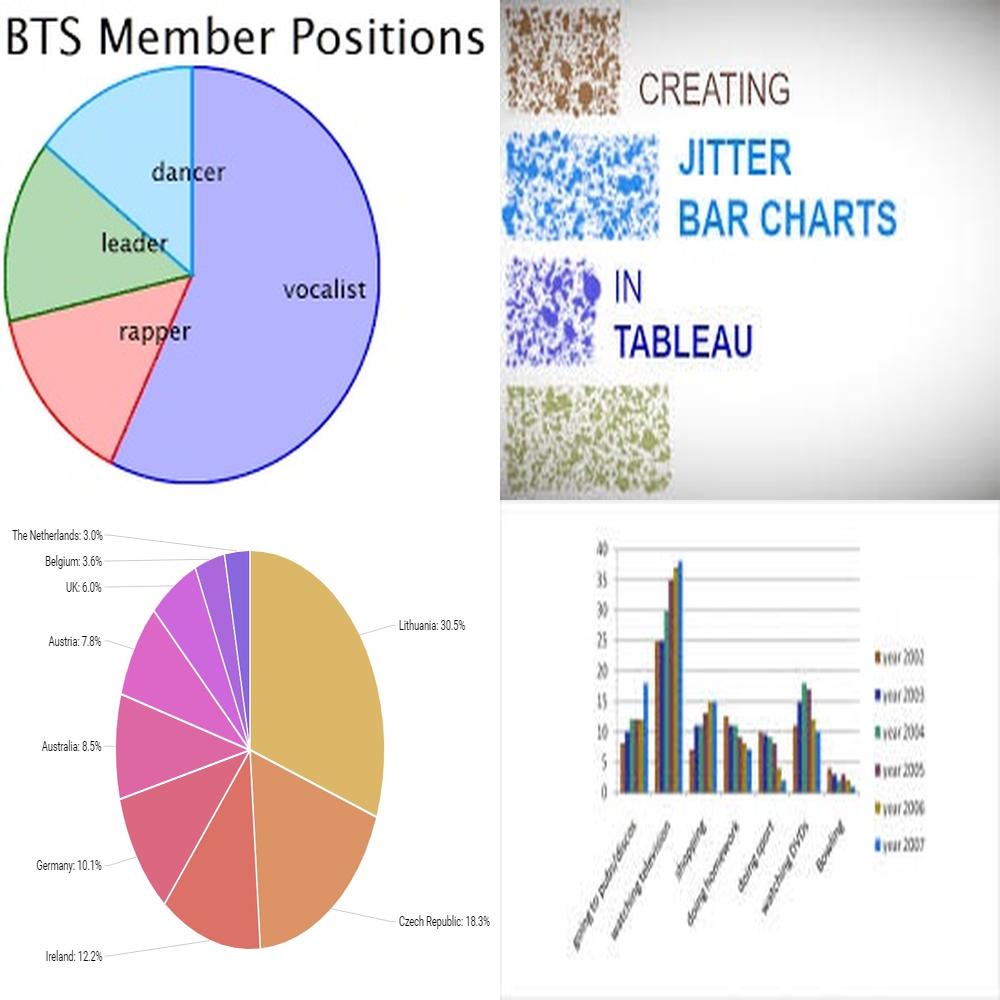 BTS Member Positions
dancer
leader
vocalist
rapper
CREATING
JITTER
BAR CHARTS
IN
TABLEAU
The Netherlands: 3.0%
Belgium: 3.6%
UK: 6.0%
Lithuania: 30.5%
Austria: 7.8%
Australia: 8.5%
Germany: 10.1%
Czech Republic: 18.3%
Ireland: 12.2%
40
35
30
25
20
15
10
5
0
year 2002
year 2003
year 2004
year 2005
year 2006
year 2007
going to pubs/discos
watching television
shopping
doing homework
doing sport
watching DVDs
Bowling